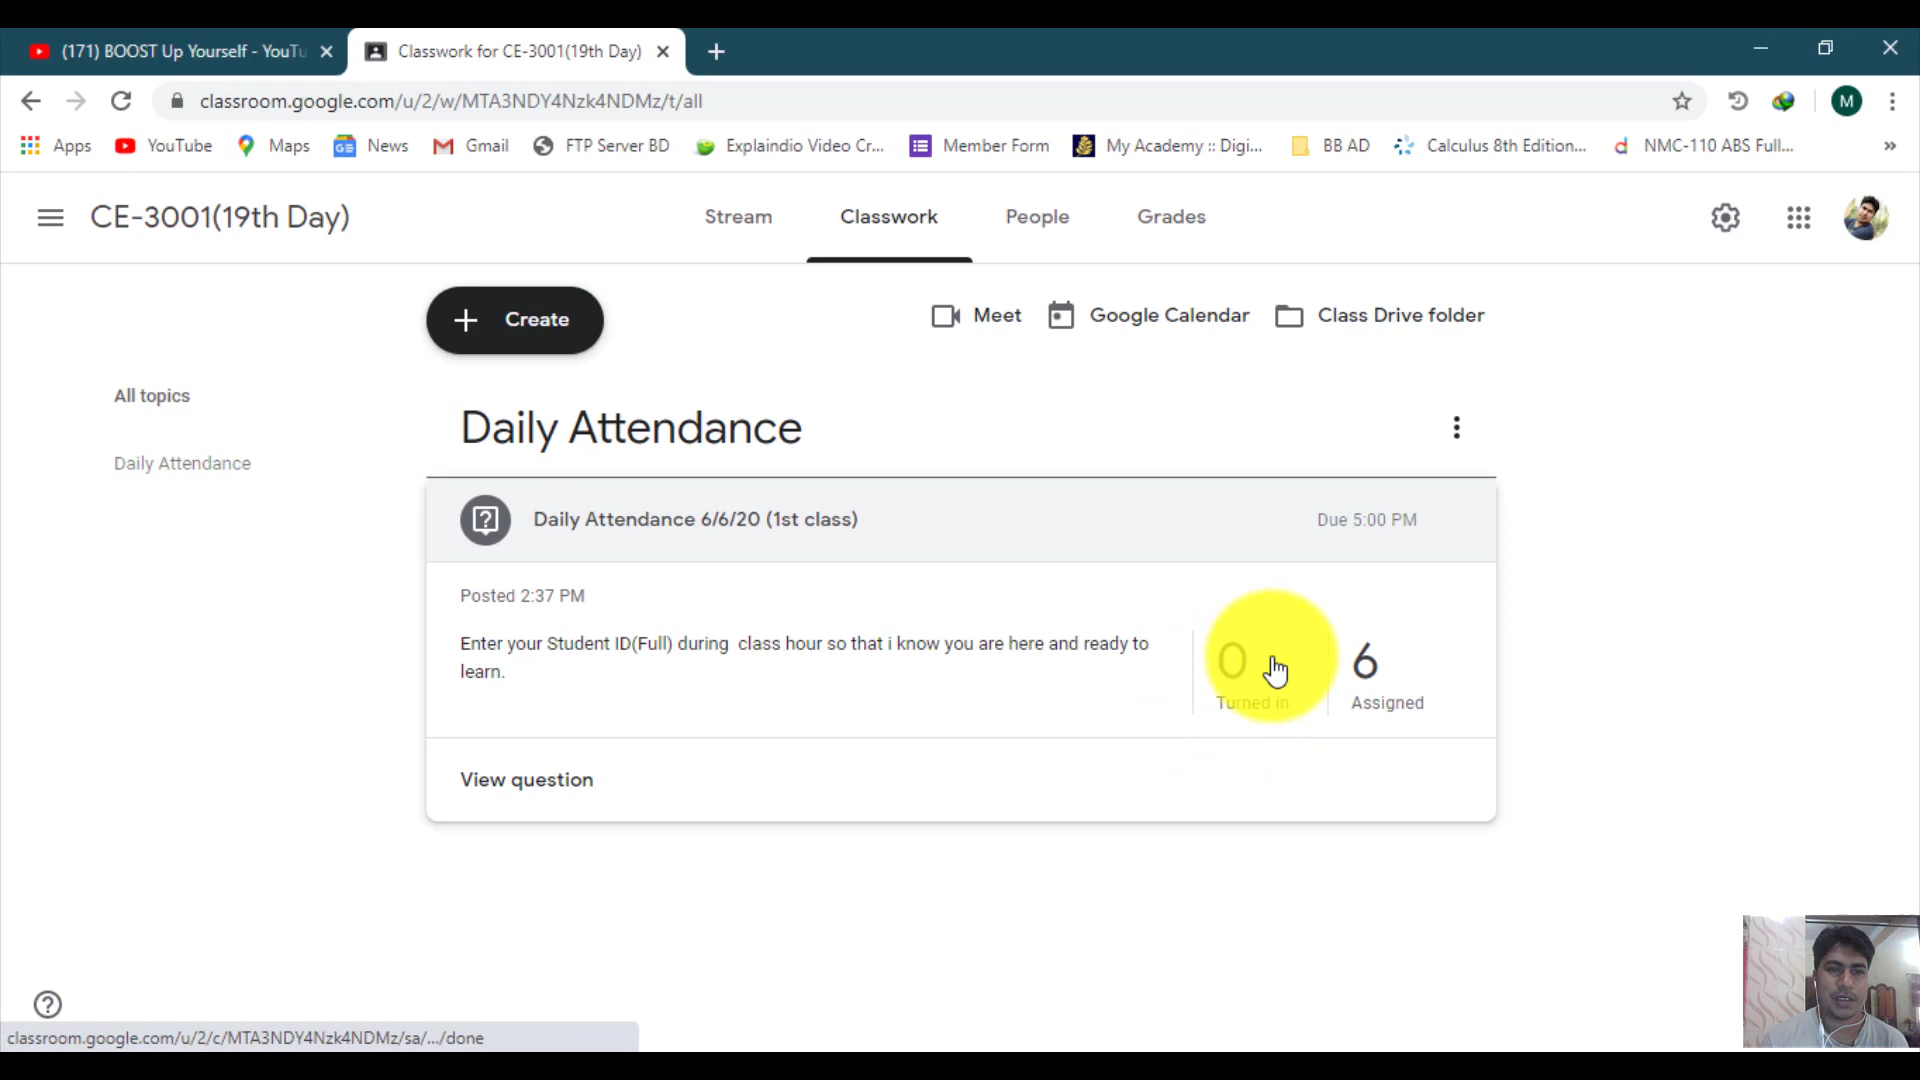 (171) BOOST Up Yourself - YouTu
Classwork for CE-3001(19th Day)
classroom.google.com/u/2/w/MTA3NDY4Nzk4NDMz/t/all
M
Apps
YouTube
Maps
News
Gmail
FTP Server BD
Explaindio Video Cr...
Member Form
My Academy :: Digi...
BB AD
Calculus 8th Edition...
NMC-110 ABS Full...
CE-3001(19th Day)
Stream
Classwork
People
Grades
Create
Meet
Google Calendar
Class Drive folder
All topics
Daily Attendance
Daily Attendance
Daily Attendance 6/6/20 (1st class)
Due 5:00 PM
Posted 2:37 PM
Enter your Student ID(Full) during class hour so that i know you are here and ready to
learn.
0
Turned in
6
Assigned
View question
classroom.google.com/u/2/c/MTA3NDY4Nzk4NDMz/sa/.../done